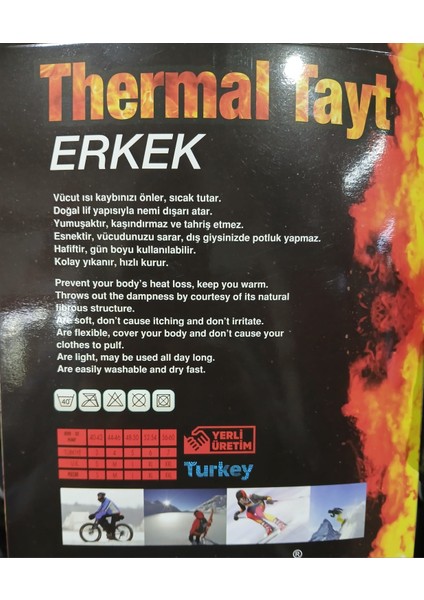 Thermal Tayt
ERKEK
Vücut ısı kaybınızı önler, sıcak tutar.
Doğal lif yapısıyla nemi dışarı atar.
Yumuşaktır, kaşındırmaz ve tahriş etmez.
Esnektir, vücudunuzu sarar, dış giysinizde potluk yapmaz.
Hafiftir, gün boyu kullanılabilir.
Kolay yıkanır, hızlı kurur.
Prevent your body's heat loss, keep you warm.
Throws out the dampness by courtesy of its natural
fibrous structure.
Are soft, don't cause itching and don't irritate.
Are flexible, cover your body and don't cause your
clothes to pulf.
Are light, may be used all day long.
Are easily washable and dry fast.
40°
YERLİ
ÜRETİM
Turkey
®